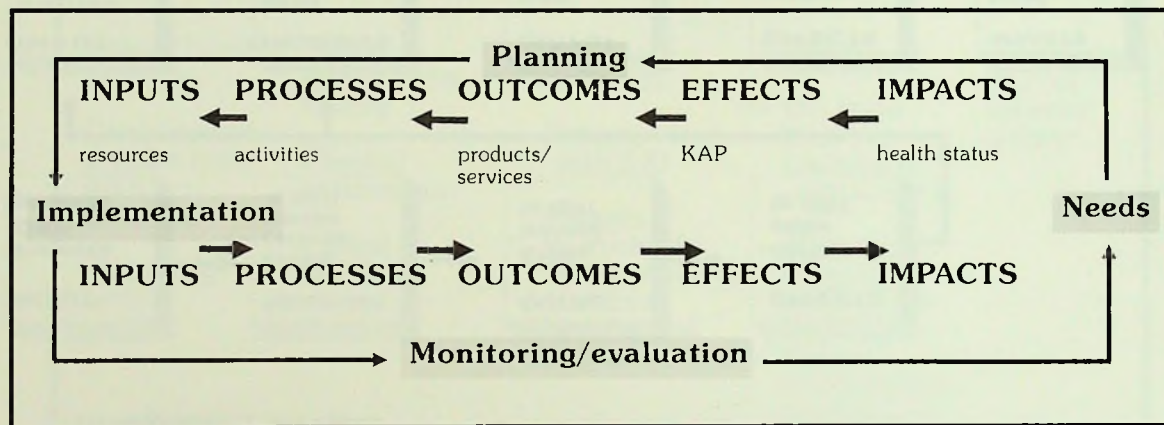 Planning
INPUTS PROCESSES OUTCOMES EFFECTS IMPACTS
resources activities products/ KAP health status
services
Implementation Needs
INPUTS PROCESSES OUTCOMES EFFECTS IMPACTS
Monitoring/evaluation